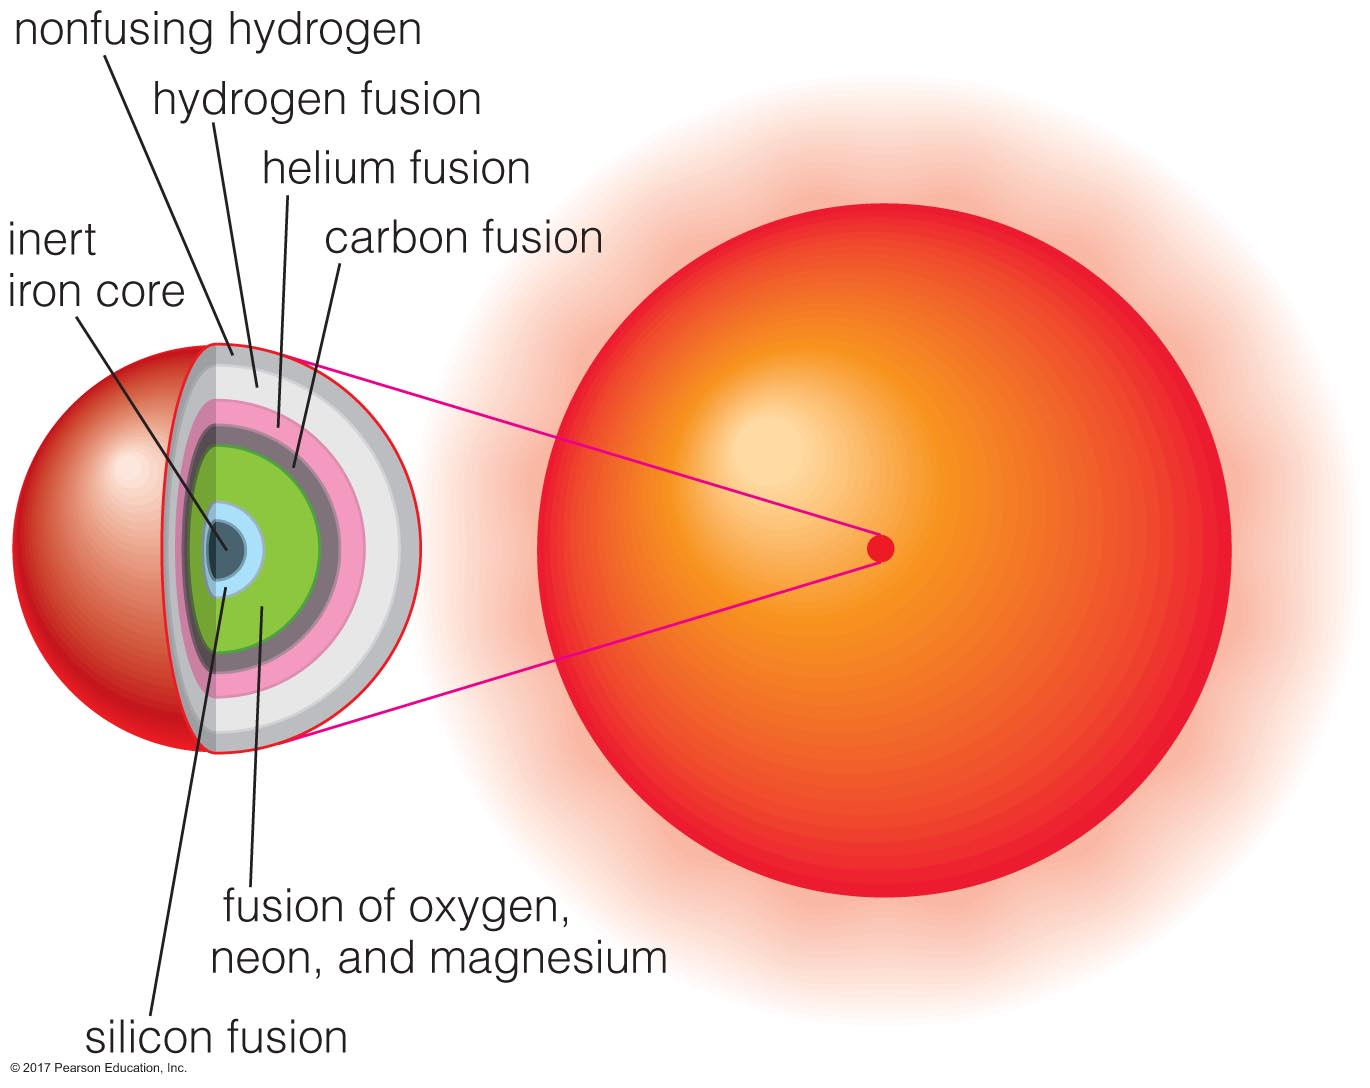 nonfusing hydrogen
hydrogen fusion
helium fusion
carbon fusion
inert
iron core
fusion of oxygen,
neon, and magnesium
silicon fusion
© 2017 Pearson Education, Inc.